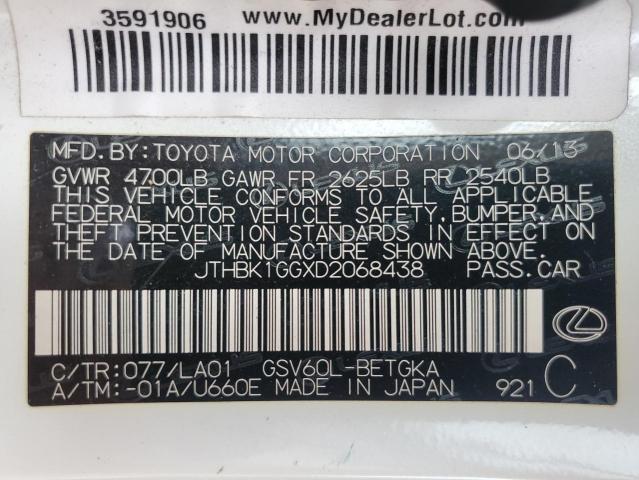 3591906 www.MyDealerLot.com
MFD.BY:TOYOTA MOTOR CORPORATION 06/13
GVWR 4700LB GAWR FR 2625LB RR 2540LB
THIS VEHICLE CONFORMS TO ALL APPLICABLE
FEDERAL MOTOR VEHICLE SAFETY,BUMPER,AND
THEFT PREVENTION STANDARDS IN EFFECT ON
THE DATE OF MANUFACTURE SHOWN ABOVE.
JTHBK1GGXD2068438 PASS.CAR
C/TR:077/LA01 GSV60L-BETGKA
A/TM:-01A/U660E MADE IN JAPAN 921 C